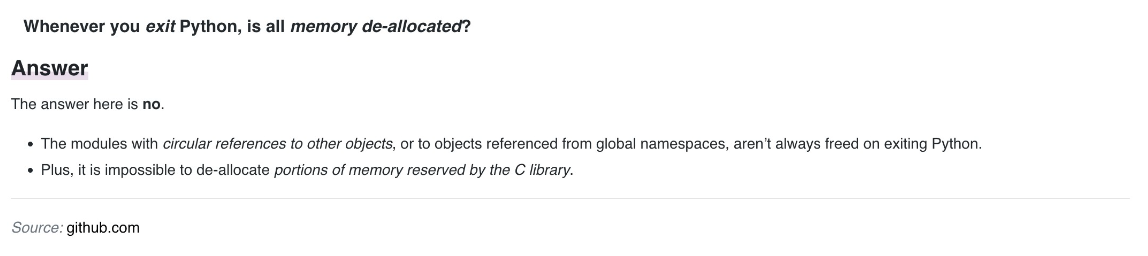 Whenever you exit Python, is all memory de-allocated?
Answer
The answer here is no.
• The modules with circular references to other objects, or to objects referenced from global namespaces, aren’t always freed on exiting Python.
• Plus, it is impossible to de-allocate portions of memory reserved by the C library.
Source: github.com